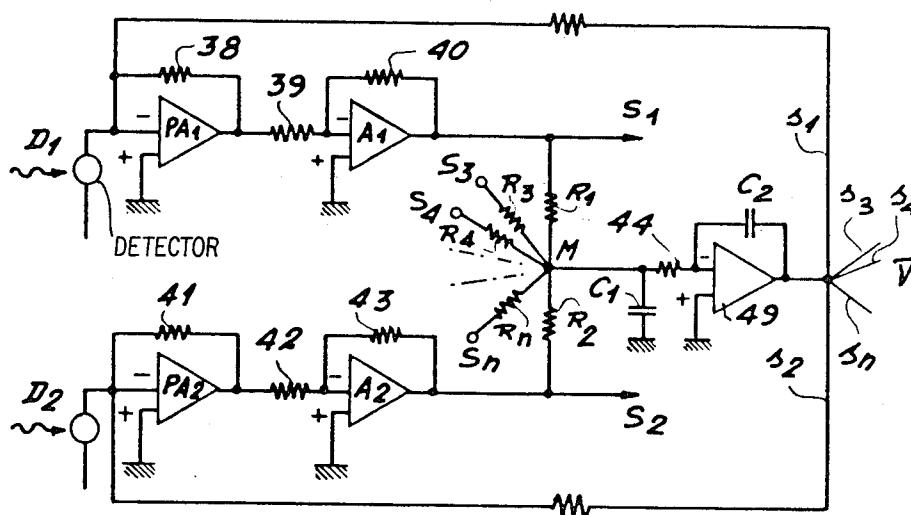 38
40
39
PA1
A1
- + - +
D1
DETECTOR
S1
s1
S3
R3
S4
R4
R1
M
44
C2
C1
- +
49
s3
s4
V̅
sn
s2
Rn
Sn
R2
41
43
42
PA2
A2
- + - +
D2
S2